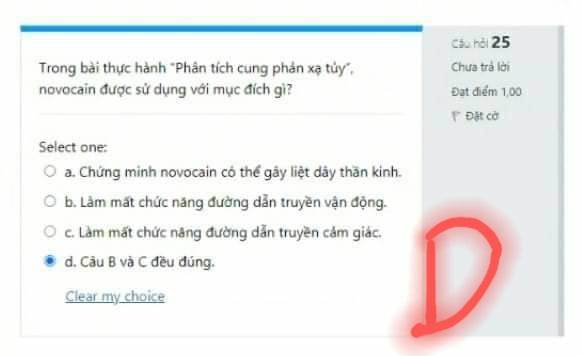 Câu hỏi 25
Chưa trả lời
Đạt điểm 1,00
Đặt cờ
Trong bài thực hành "Phân tích cung phản xạ tủy",
novocain được sử dụng với mục đích gì?
Select one:
a. Chứng minh novocain có thể gây liệt dây thần kinh.
b. Làm mất chức năng đường dẫn truyền vận động.
c. Làm mất chức năng đường dẫn truyền cảm giác.
d. Câu B và C đều đúng.
Clear my choice
D